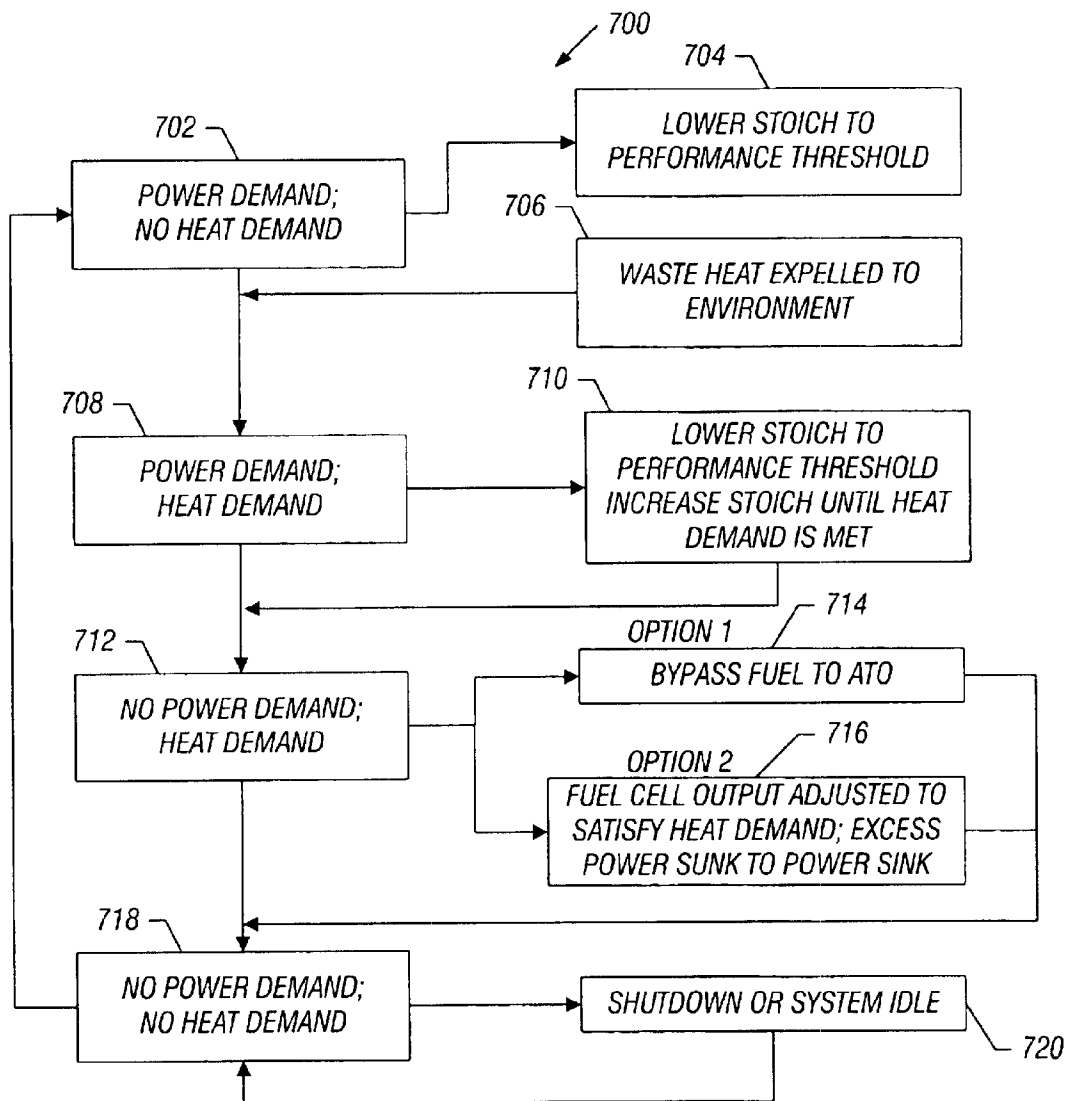 700
704
LOWER STOICH TO
PERFORMANCE THRESHOLD
702
POWER DEMAND;
NO HEAT DEMAND
706
WASTE HEAT EXPELLED TO
ENVIRONMENT
710
LOWER STOICH TO
PERFORMANCE THRESHOLD
INCREASE STOICH UNTIL HEAT
DEMAND IS MET
708
POWER DEMAND;
HEAT DEMAND
712
NO POWER DEMAND;
HEAT DEMAND
OPTION 1
714
BYPASS FUEL TO ATO
OPTION 2
716
FUEL CELL OUTPUT ADJUSTED TO
SATISFY HEAT DEMAND; EXCESS
POWER SUNK TO POWER SINK
718
NO POWER DEMAND;
NO HEAT DEMAND
SHUTDOWN OR SYSTEM IDLE
720